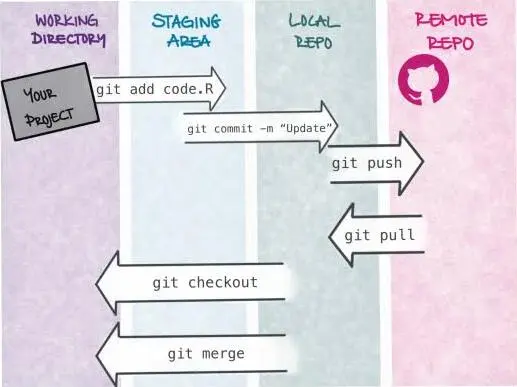 WORKING
DIRECTORY
STAGING
AREA
LOCAL
REPO
REMOTE
REPO
YOUR
PROJECT
git add code.R
git commit -m “Update”
git push
git pull
git checkout
git merge